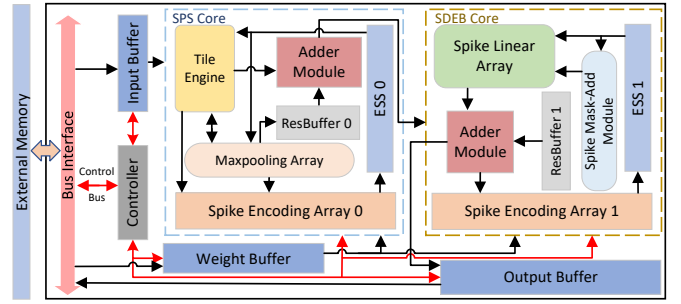 SPS Core
SDEB Core
External Memory
Bus Interface
Input Buffer
Control
Bus
Controller
Tile
Engine
Adder
Module
ESS 0
ResBuffer 0
Maxpooling Array
Spike Encoding Array 0
Spike Linear
Array
Adder
Module
ResBuffer 1
Spike Mask-Add
Module
ESS 1
Spike Encoding Array 1
Weight Buffer
Output Buffer